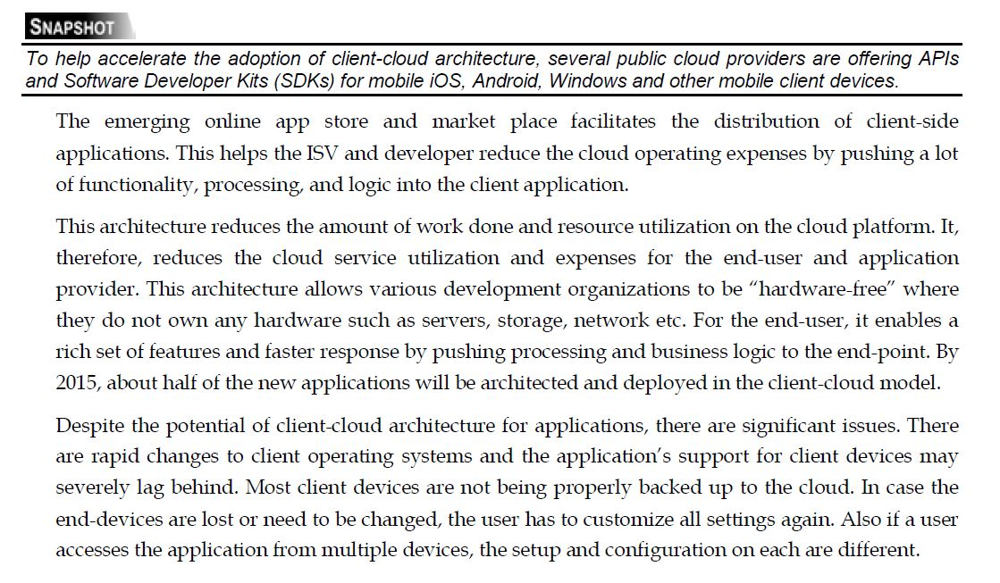 SNAPSHOT
To help accelerate the adoption of client-cloud architecture, several public cloud providers are offering APIs
and Software Developer Kits (SDKs) for mobile iOS, Android, Windows and other mobile client devices.
The emerging online app store and market place facilitates the distribution of client-side
applications. This helps the ISV and developer reduce the cloud operating expenses by pushing a lot
of functionality, processing, and logic into the client application.
This architecture reduces the amount of work done and resource utilization on the cloud platform. It,
therefore, reduces the cloud service utilization and expenses for the end-user and application
provider. This architecture allows various development organizations to be “hardware-free” where
they do not own any hardware such as servers, storage, network etc. For the end-user, it enables a
rich set of features and faster response by pushing processing and business logic to the end-point. By
2015, about half of the new applications will be architected and deployed in the client-cloud model.
Despite the potential of client-cloud architecture for applications, there are significant issues. There
are rapid changes to client operating systems and the application’s support for client devices may
severely lag behind. Most client devices are not being properly backed up to the cloud. In case the
end-devices are lost or need to be changed, the user has to customize all settings again. Also if a user
accesses the application from multiple devices, the setup and configuration on each are different.